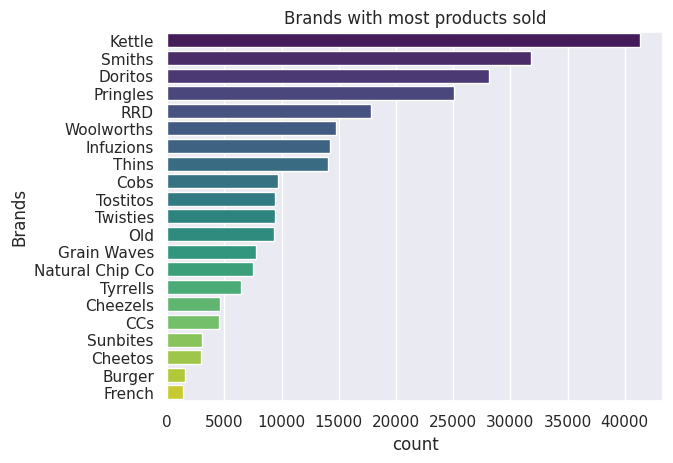 Brands with most products sold
Brands
Kettle
Smiths
Doritos
Pringles
RRD
Woolworths
Infuzions
Thins
Cobs
Tostitos
Twisties
Old
Grain Waves
Natural Chip Co
Tyrrells
Cheezels
CCs
Sunbites
Cheetos
Burger
French
0 5000 10000 15000 20000 25000 30000 35000 40000
count